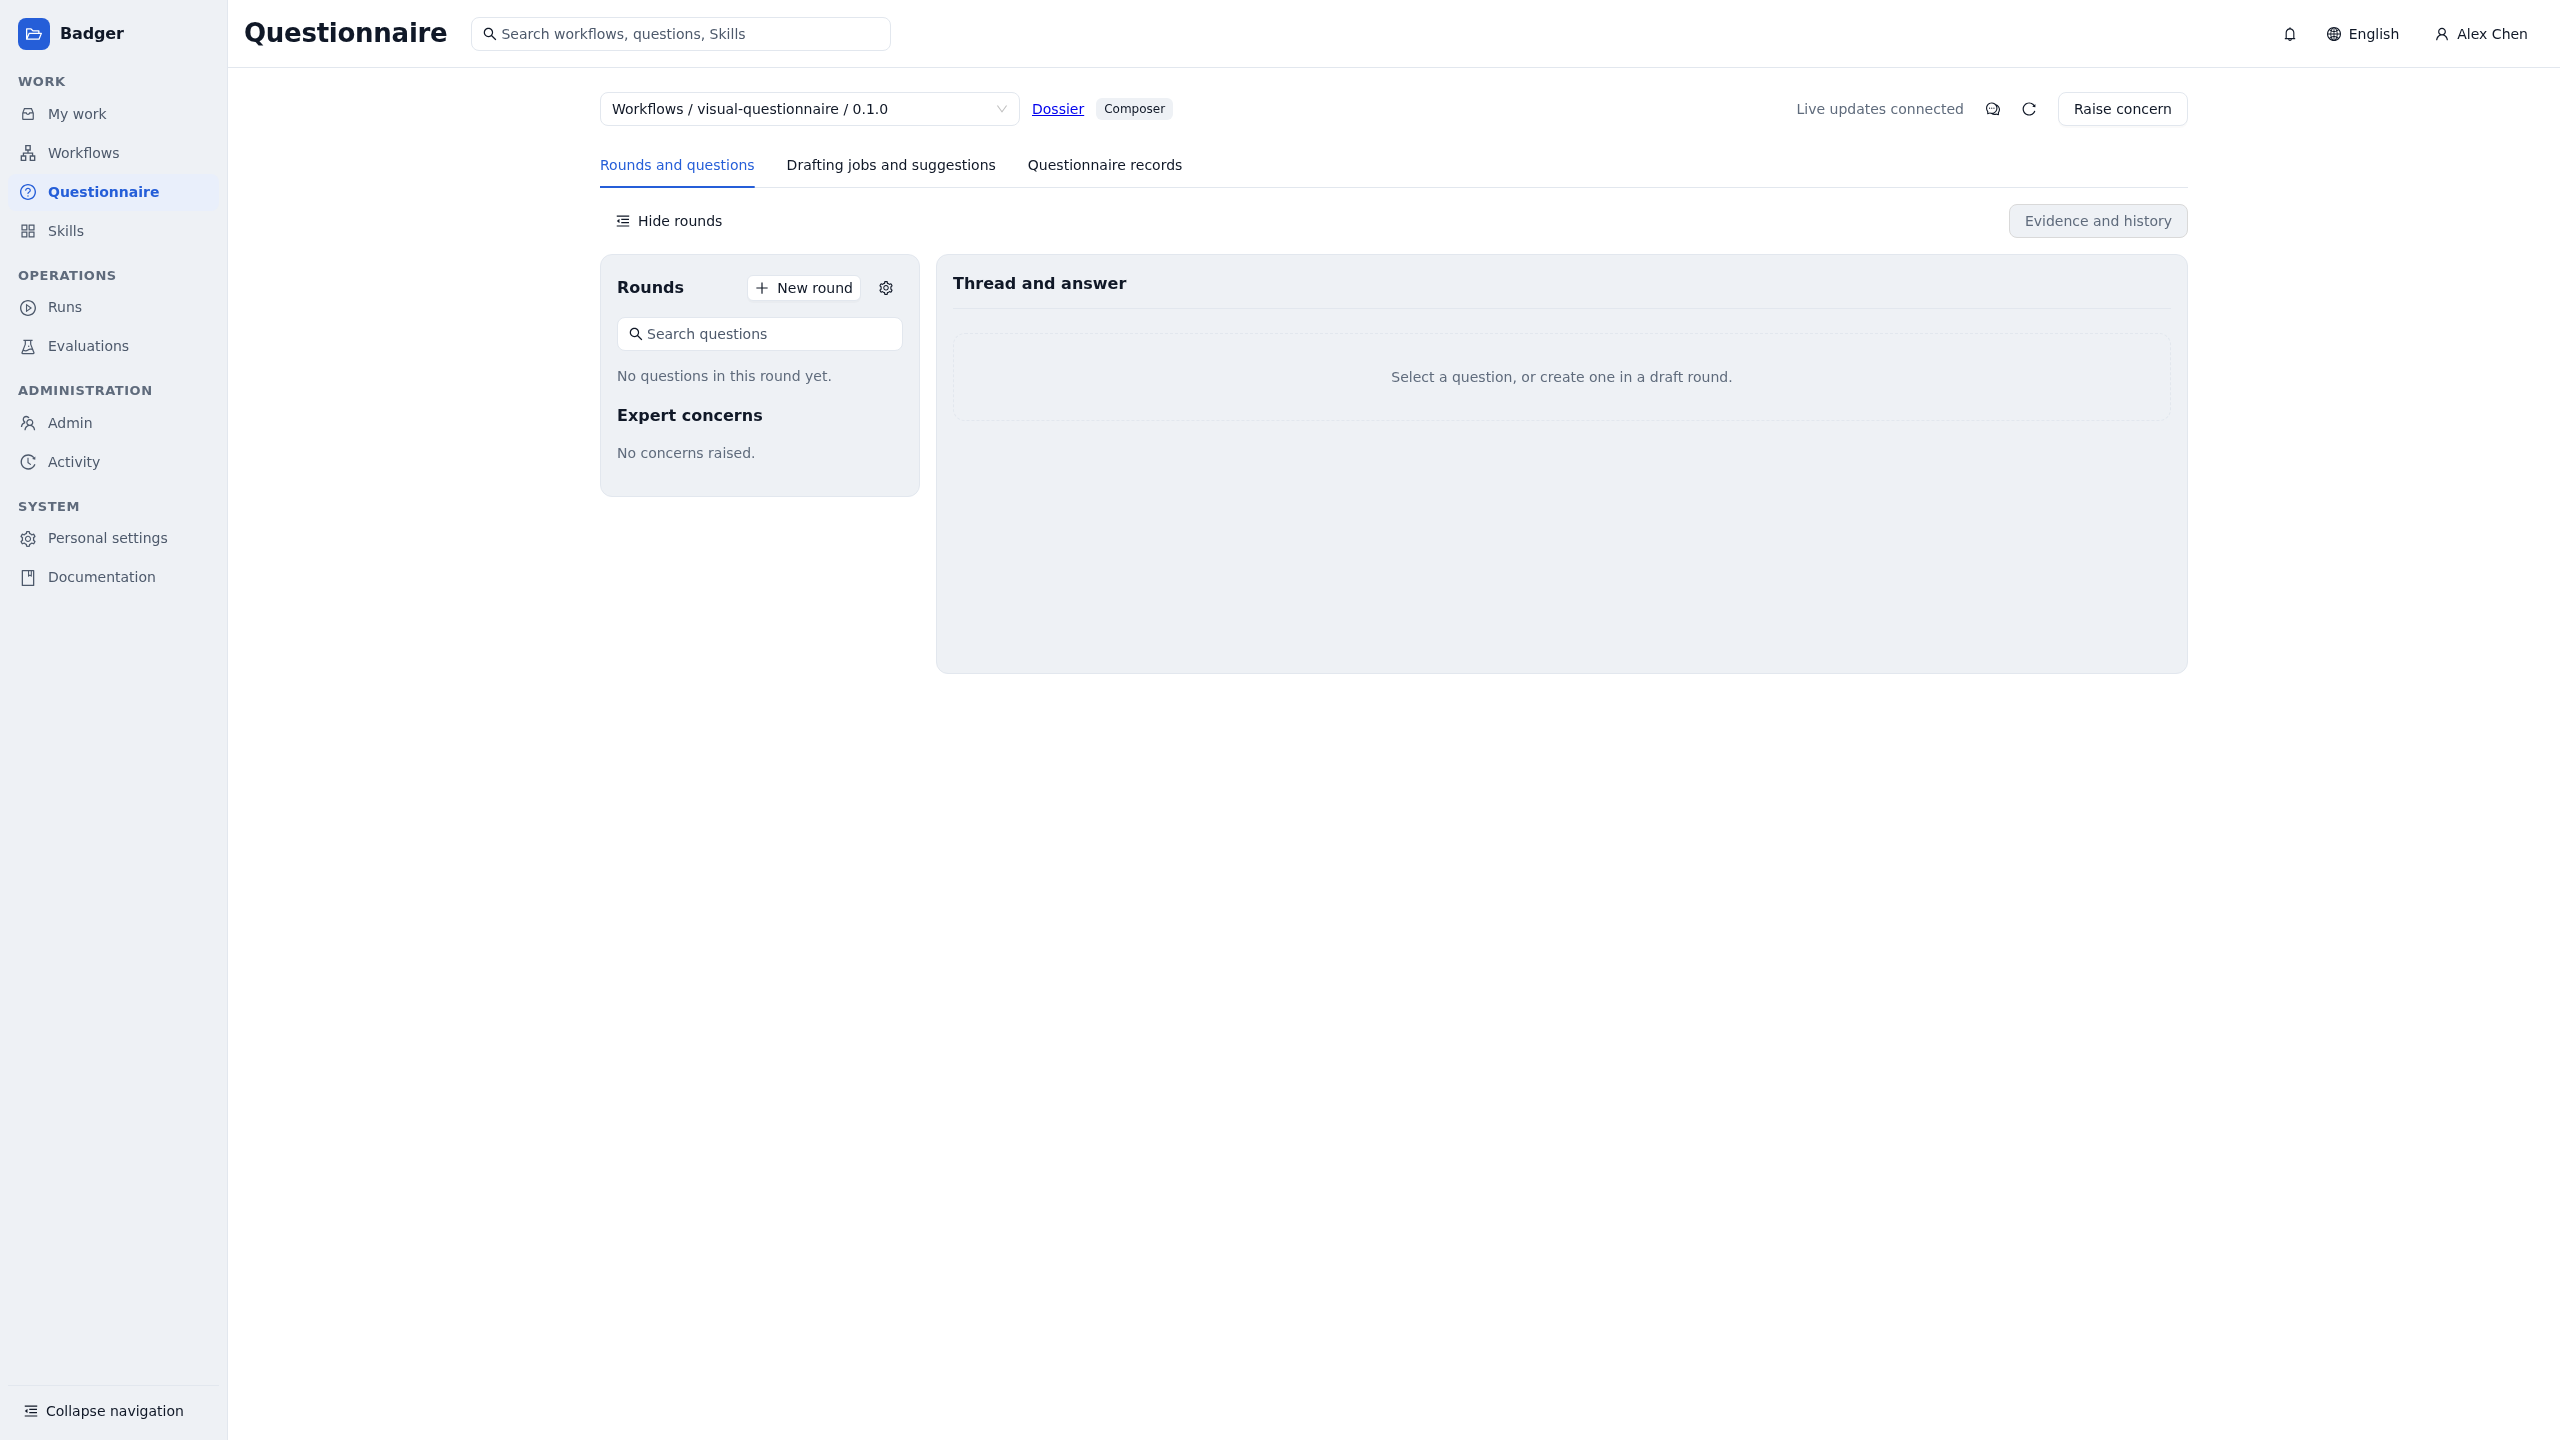 Badger
Questionnaire
Search workflows, questions, Skills
English
Alex Chen
WORK
My work
Workflows
Questionnaire
Skills
OPERATIONS
Runs
Evaluations
ADMINISTRATION
Admin
Activity
SYSTEM
Personal settings
Documentation
Collapse navigation
Workflows / visual-questionnaire / 0.1.0
Dossier
Composer
Live updates connected
Raise concern
Rounds and questions
Drafting jobs and suggestions
Questionnaire records
Hide rounds
Evidence and history
Rounds
New round
Search questions
No questions in this round yet.
Expert concerns
No concerns raised.
Thread and answer
Select a question, or create one in a draft round.